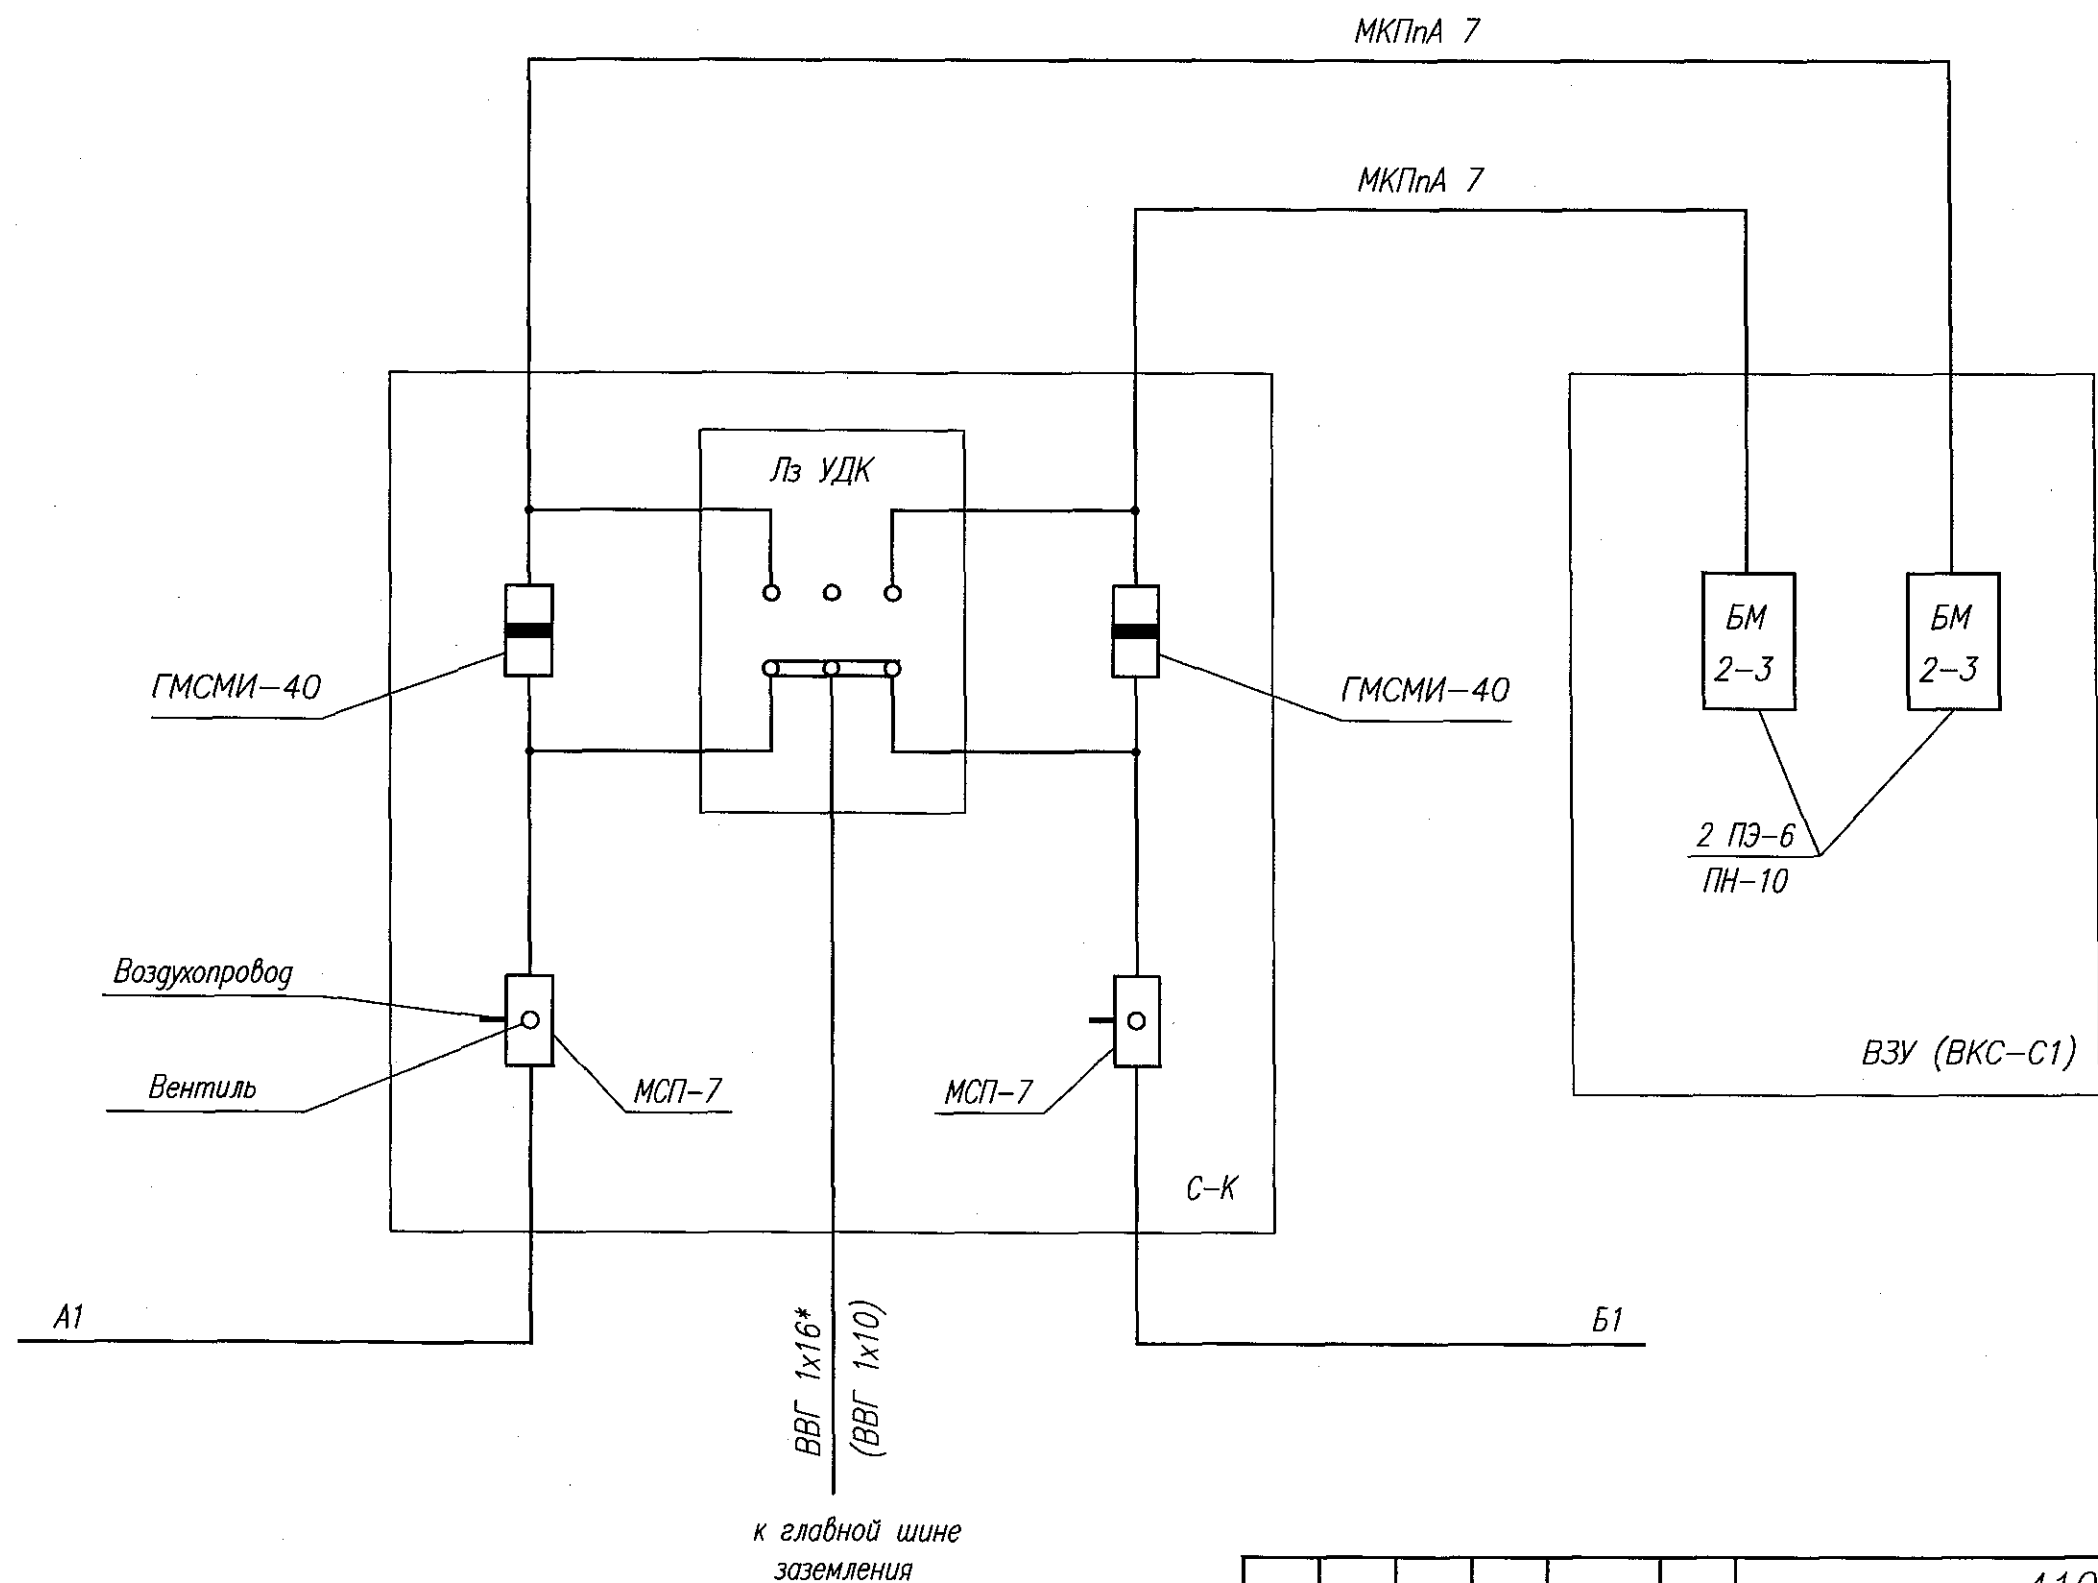 МКПпА 7
МКПпА 7
Лз УДК
ГМСМИ-40
ГМСМИ-40
БМ
2-3
БМ
2-3
2 ПЭ-6
ПН-10
Воздухопровод
Вентиль
МСП-7
МСП-7
ВЗУ (ВКС-С1)
С-К
А1
Б1
ВВГ 1х16*
(ВВГ 1х10)
к главной шине
заземления